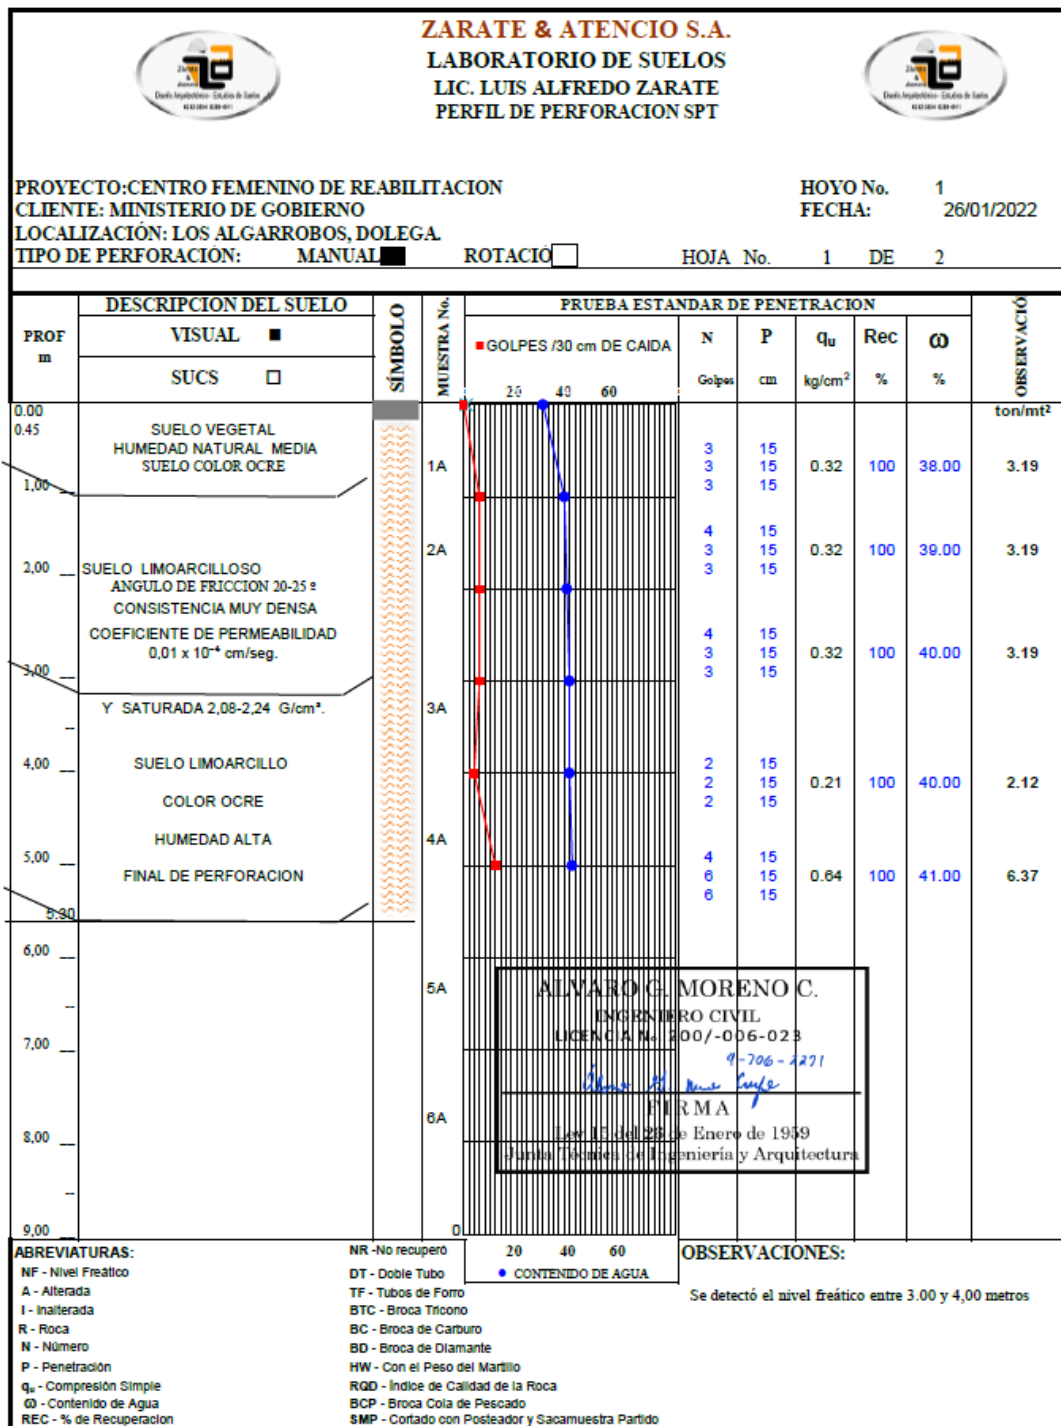 ZARATE & ATENCIO S.A.
LABORATORIO DE SUELOS
LIC. LUIS ALFREDO ZARATE
PERFIL DE PERFORACION SPT
PROYECTO:CENTRO FEMENINO DE REABILITACION HOYO No. 1
CLIENTE: MINISTERIO DE GOBIERNO FECHA: 26/01/2022
LOCALIZACIÓN: LOS ALGARROBOS, DOLEGA.
TIPO DE PERFORACIÓN: MANUAL ROTACIÓ HOJA No. 1 DE 2
DESCRIPCION DEL SUELO
PROF
m
VISUAL
SUCS
SÍMBOLO
MUESTRA No.
PRUEBA ESTANDAR DE PENETRACION
GOLPES /30 cm DE CAIDA
20 40 60
N P qu Rec ω
Golpes cm kg/cm² % %
OBSERVACIÓ
ton/mt²
0.00
0.45
SUELO VEGETAL
HUMEDAD NATURAL MEDIA
SUELO COLOR OCRE
1,00
1A
3 15
3 15 0.32 100 38.00 3.19
3 15
4 15
2A 3 15 0.32 100 39.00 3.19
3 15
2,00
SUELO LIMOARCILLOSO
ANGULO DE FRICCION 20-25 º
CONSISTENCIA MUY DENSA
COEFICIENTE DE PERMEABILIDAD
0,01 x 10⁻⁴ cm/seg.
4 15
3 15 0.32 100 40.00 3.19
3 15
3,00
Y SATURADA 2,08-2,24 G/cm³.
3A
4,00
SUELO LIMOARCILLO
COLOR OCRE
HUMEDAD ALTA
2 15
2 15 0.21 100 40.00 2.12
2 15
4A
5,00
FINAL DE PERFORACION
4 15
6 15 0.64 100 41.00 6.37
6 15
5.30
6,00
5A
7,00
6A
8,00
9,00
0
ALVARO G. MORENO C.
INGENIERO CIVIL
LICENCIA No. 200/-006-023
4-706-2271
FIRMA
Ley 15 del 26 de Enero de 1959
Junta Técnica de Ingeniería y Arquitectura
20 40 60
CONTENIDO DE AGUA
ABREVIATURAS:
NF - Nivel Freático
A - Alterada
I - Inalterada
R - Roca
N - Número
P - Penetración
qu - Compresión Simple
ω - Contenido de Agua
REC - % de Recuperacion
NR -No recuperó
DT - Doble Tubo
TF - Tubos de Forro
BTC - Broca Tricono
BC - Broca de Carburo
BD - Broca de Diamante
HW - Con el Peso del Martillo
RQD - Índice de Calidad de la Roca
BCP - Broca Cola de Pescado
SMP - Cortado con Posteador y Sacamuestra Partido
OBSERVACIONES:
Se detectó el nivel freático entre 3.00 y 4,00 metros